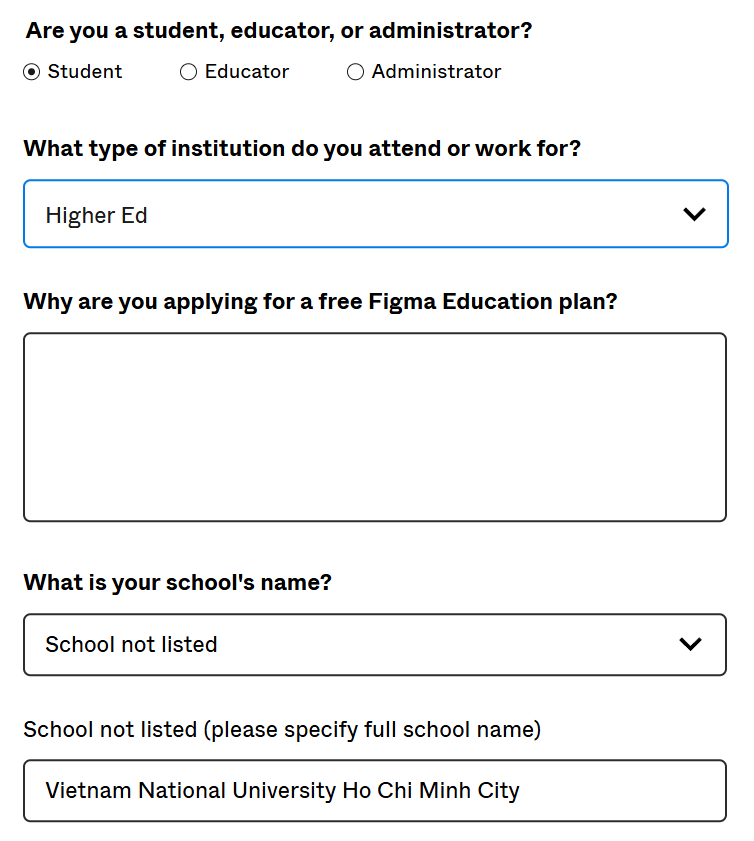 Are you a student, educator, or administrator?
Student Educator Administrator
What type of institution do you attend or work for?
Higher Ed
Why are you applying for a free Figma Education plan?
What is your school's name?
School not listed
School not listed (please specify full school name)
Vietnam National University Ho Chi Minh City